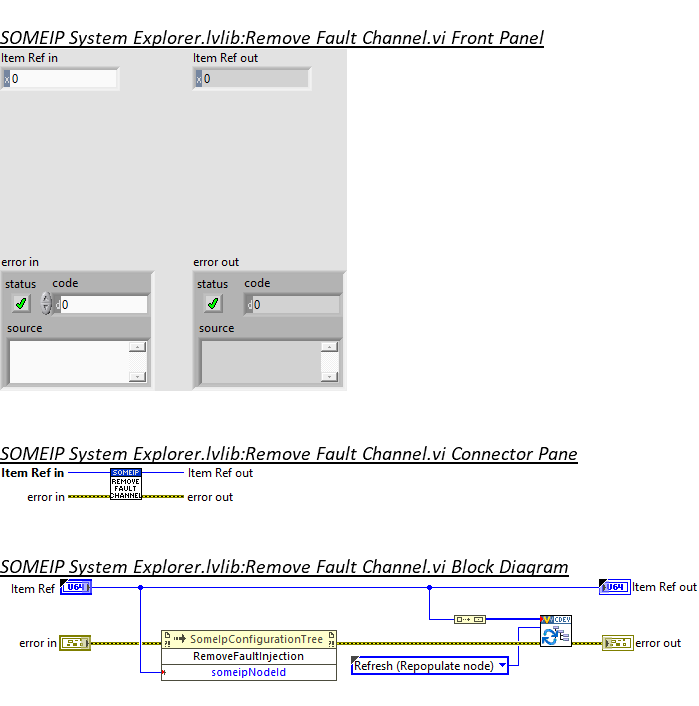 SOMEIP System Explorer.lvlib:Remove Fault Channel.vi Front Panel
Item Ref in Item Ref out
x 0 x 0
error in error out
status code status code
d 0 d 0
source source
SOMEIP System Explorer.lvlib:Remove Fault Channel.vi Connector Pane
Item Ref in SOMEIP Item Ref out
REMOVE
FAULT
error in CHANNEL error out
SOMEIP System Explorer.lvlib:Remove Fault Channel.vi Block Diagram
Item Ref U64 U64 Item Ref out
CDEV
error in SomeIpConfigurationTree error out
RemoveFaultInjection
Refresh (Repopulate node)
someipNodeId